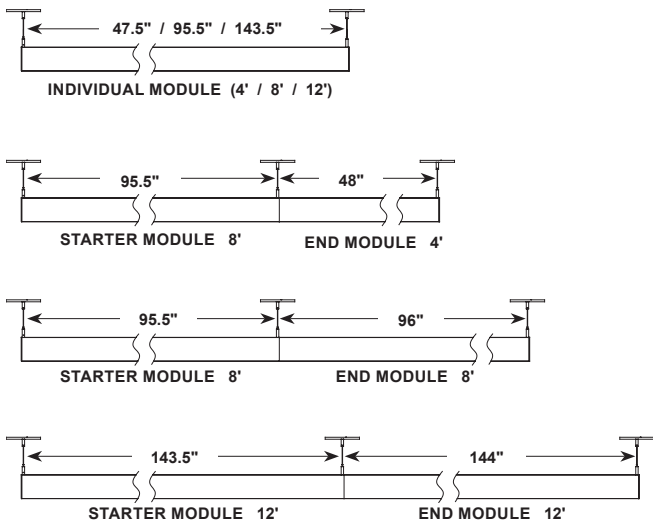 47.5" / 95.5" / 143.5"
INDIVIDUAL MODULE (4' / 8' / 12')
95.5" 48"
STARTER MODULE 8' END MODULE 4'
95.5" 96"
STARTER MODULE 8' END MODULE 8'
143.5" 144"
STARTER MODULE 12' END MODULE 12'